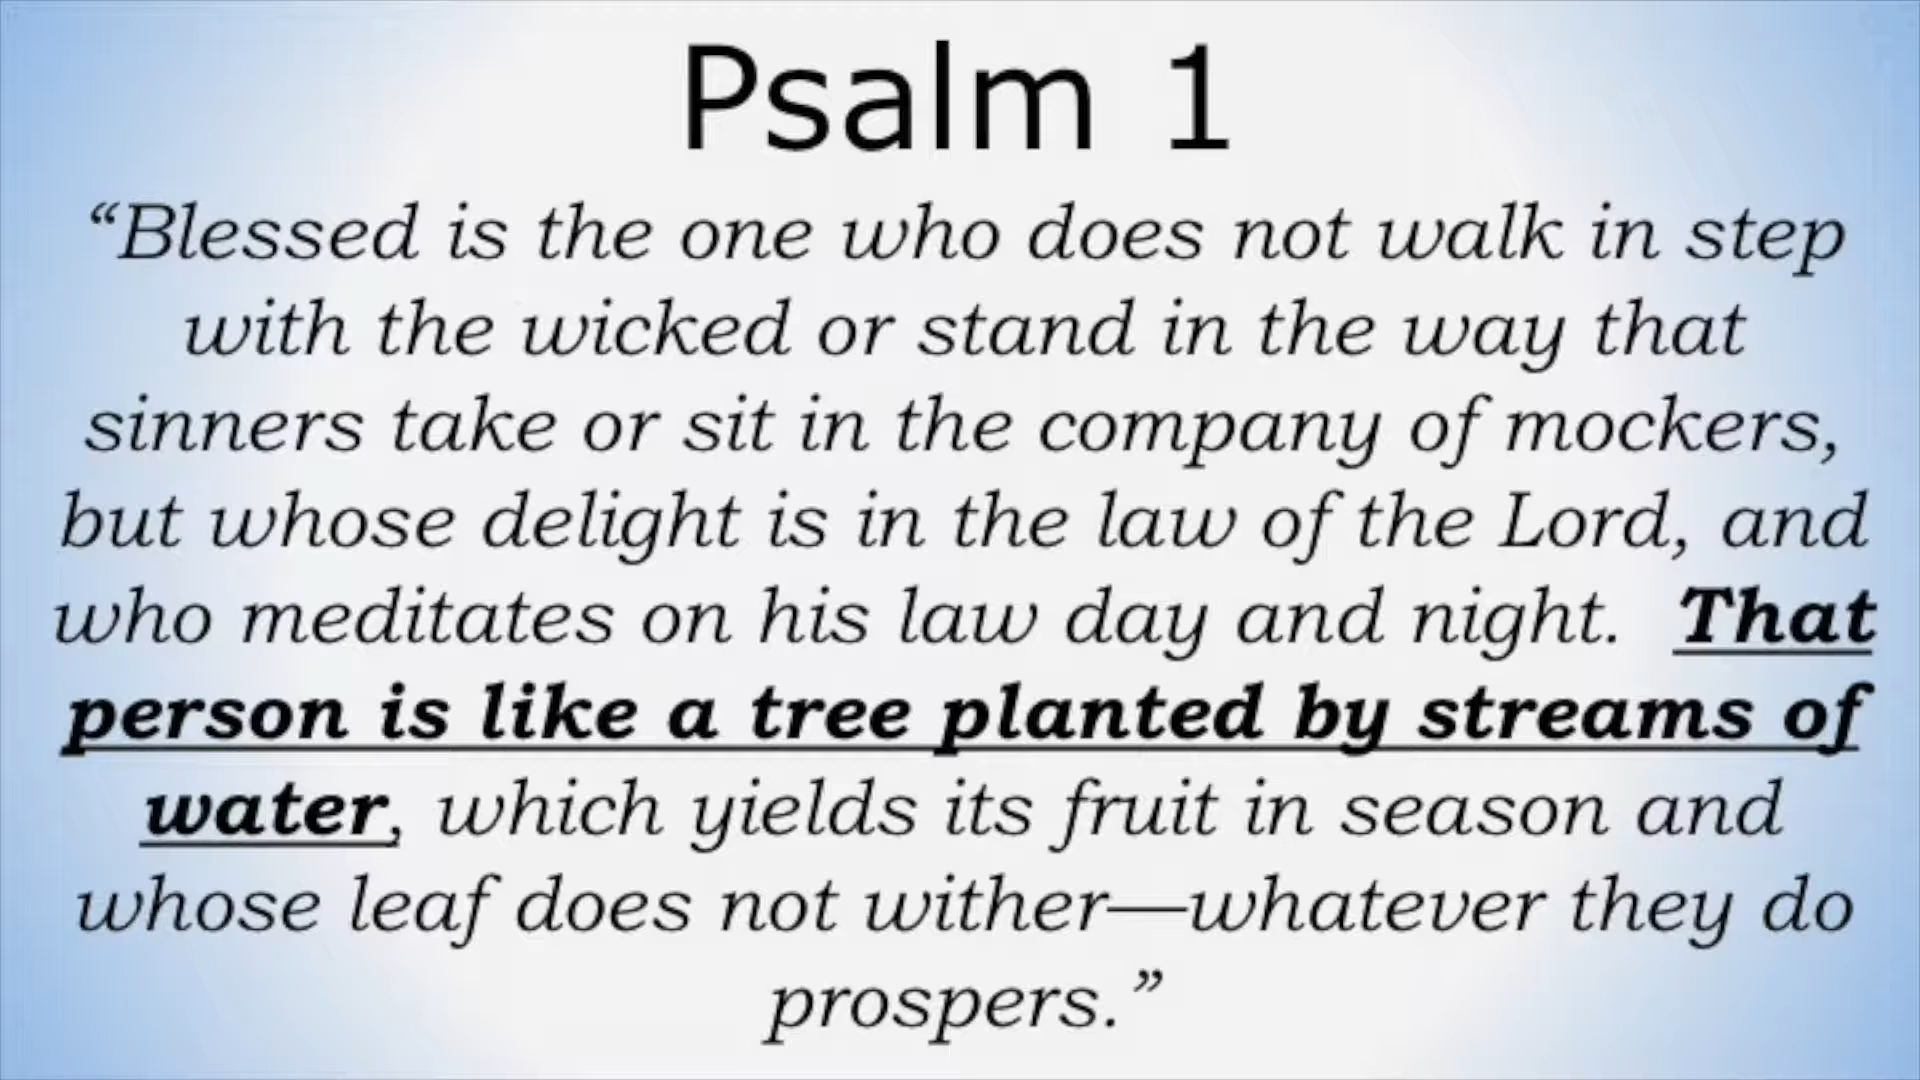 Psalm 1
“Blessed is the one who does not walk in step
with the wicked or stand in the way that
sinners take or sit in the company of mockers,
but whose delight is in the law of the Lord, and
who meditates on his law day and night. That
person is like a tree planted by streams of
water, which yields its fruit in season and
whose leaf does not wither—whatever they do
prospers.”